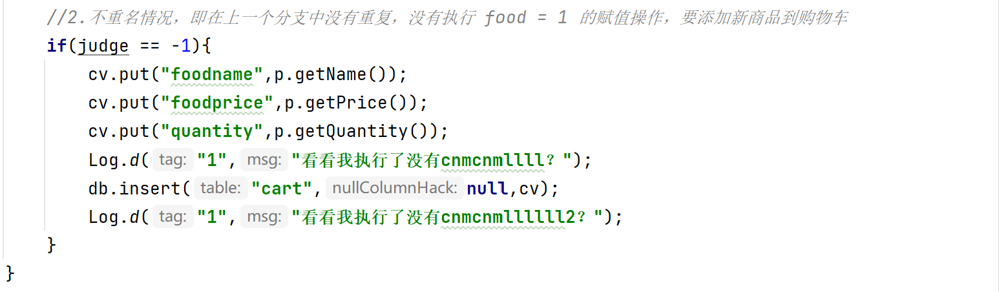 //2.不重名情况，即在上一个分支中没有重复，没有执行 food = 1 的赋值操作，要添加新商品到购物车
if(judge == -1){
cv.put("foodname",p.getName());
cv.put("foodprice",p.getPrice());
cv.put("quantity",p.getQuantity());
Log.d( tag: "1", msg: "看看我执行了没有cnmcnmllll？");
db.insert( table: "cart", nullColumnHack: null,cv);
Log.d( tag: "1", msg: "看看我执行了没有cnmcnmllllll2？");
}
}